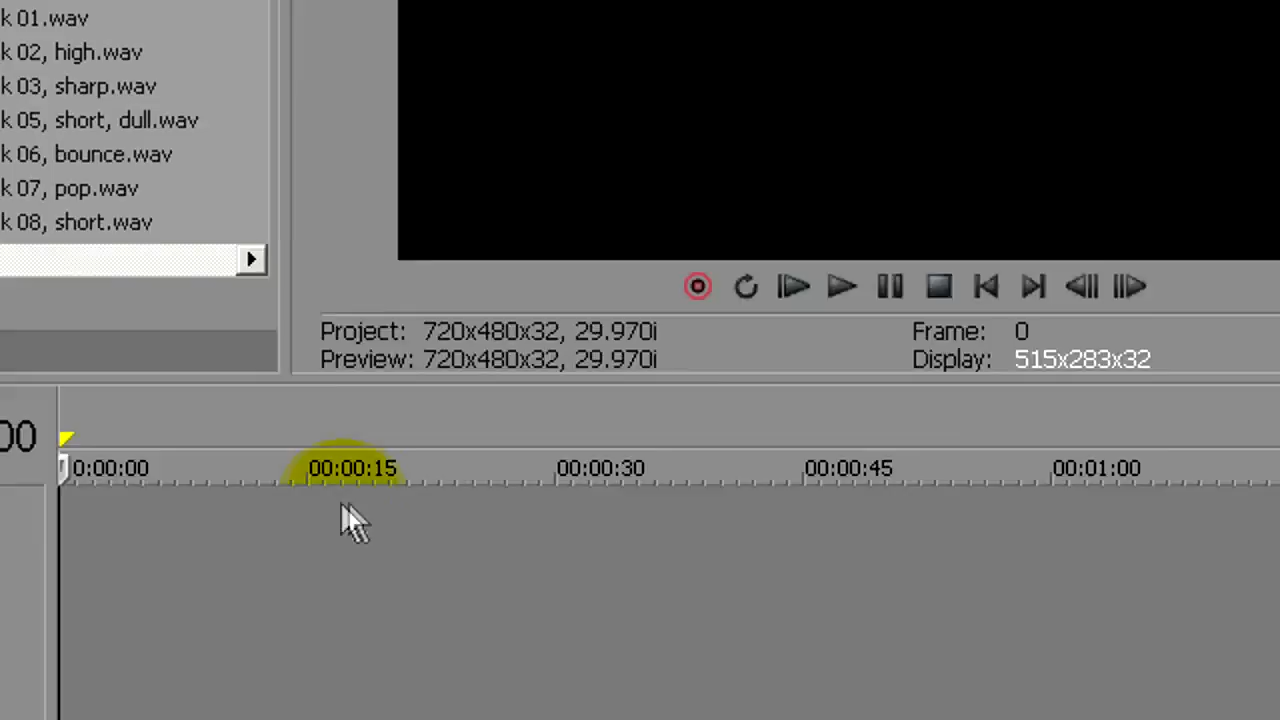 k 01.wav
k 02, high.wav
k 03, sharp.wav
k 05, short, dull.wav
k 06, bounce.wav
k 07, pop.wav
k 08, short.wav
Project: 720x480x32, 29.970i
Frame: 0
Preview: 720x480x32, 29.970i
Display: 515x283x32
00
0:00:00
00:00:15
00:00:30
00:00:45
00:01:00